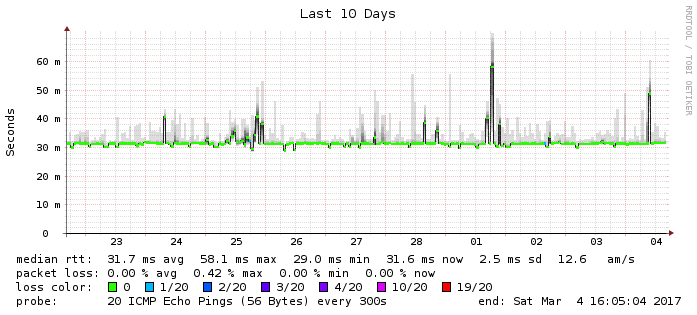 Last 10 Days
RRDTOOL / TOBI OETIKER
Seconds
60 m
50 m
40 m
30 m
20 m
10 m
0
23 24 25 26 27 28 01 02 03 04
median rtt: 31.7 ms avg 58.1 ms max 29.0 ms min 31.6 ms now 2.5 ms sd 12.6 am/s
packet loss: 0.00 % avg 0.42 % max 0.00 % min 0.00 % now
loss color: 0 1/20 2/20 3/20 4/20 10/20 19/20
probe: 20 ICMP Echo Pings (56 Bytes) every 300s end: Sat Mar 4 16:05:04 2017